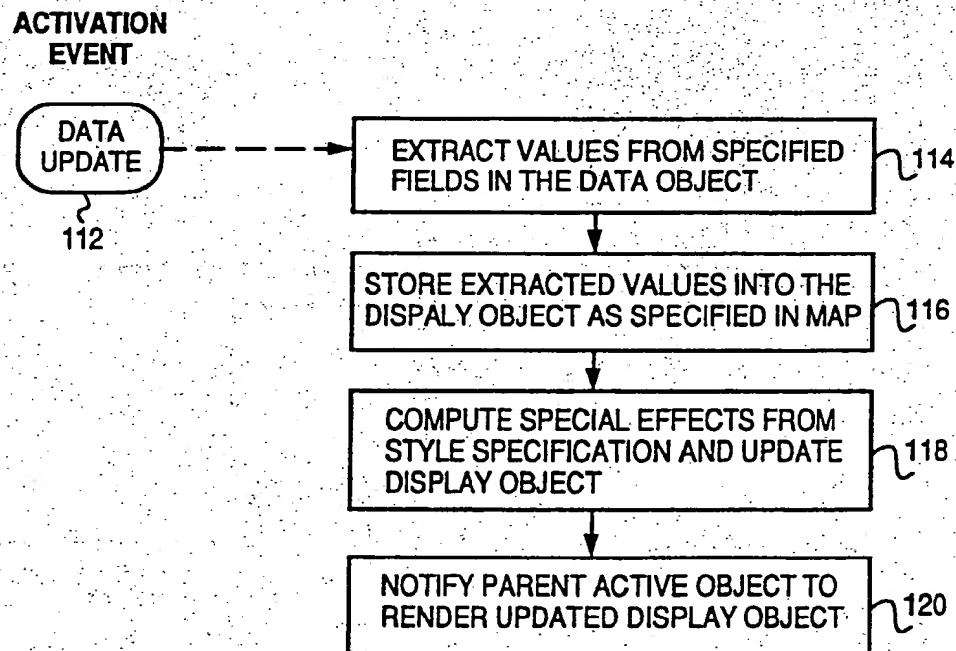 ACTIVATION
EVENT
DATA
UPDATE
112
EXTRACT VALUES FROM SPECIFIED
FIELDS IN THE DATA OBJECT
114
STORE EXTRACTED VALUES INTO THE
DISPALY OBJECT AS SPECIFIED IN MAP
116
COMPUTE SPECIAL EFFECTS FROM
STYLE SPECIFICATION AND UPDATE
DISPLAY OBJECT
118
NOTIFY PARENT ACTIVE OBJECT TO
RENDER UPDATED DISPLAY OBJECT
120